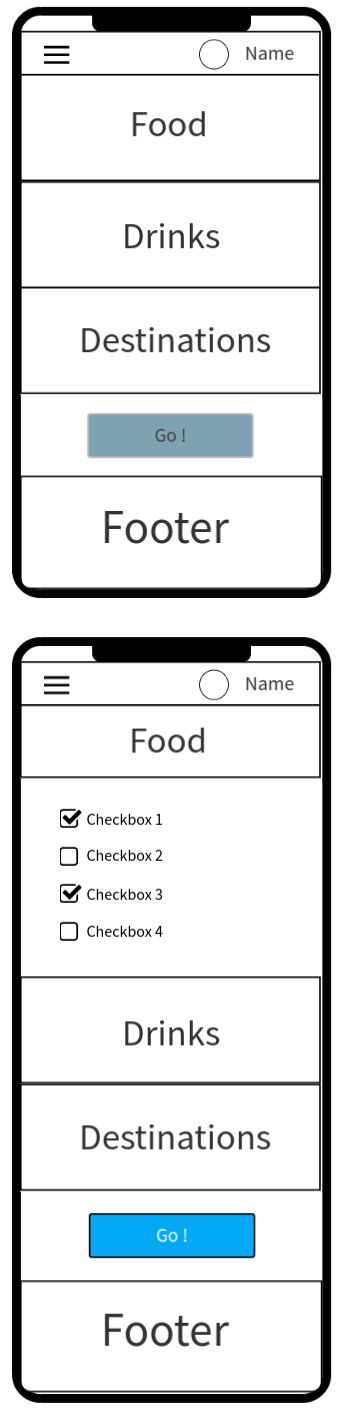 Name
Food
Drinks
Destinations
Go !
Footer
Name
Food
Checkbox 1
Checkbox 2
Checkbox 3
Checkbox 4
Drinks
Destinations
Go !
Footer